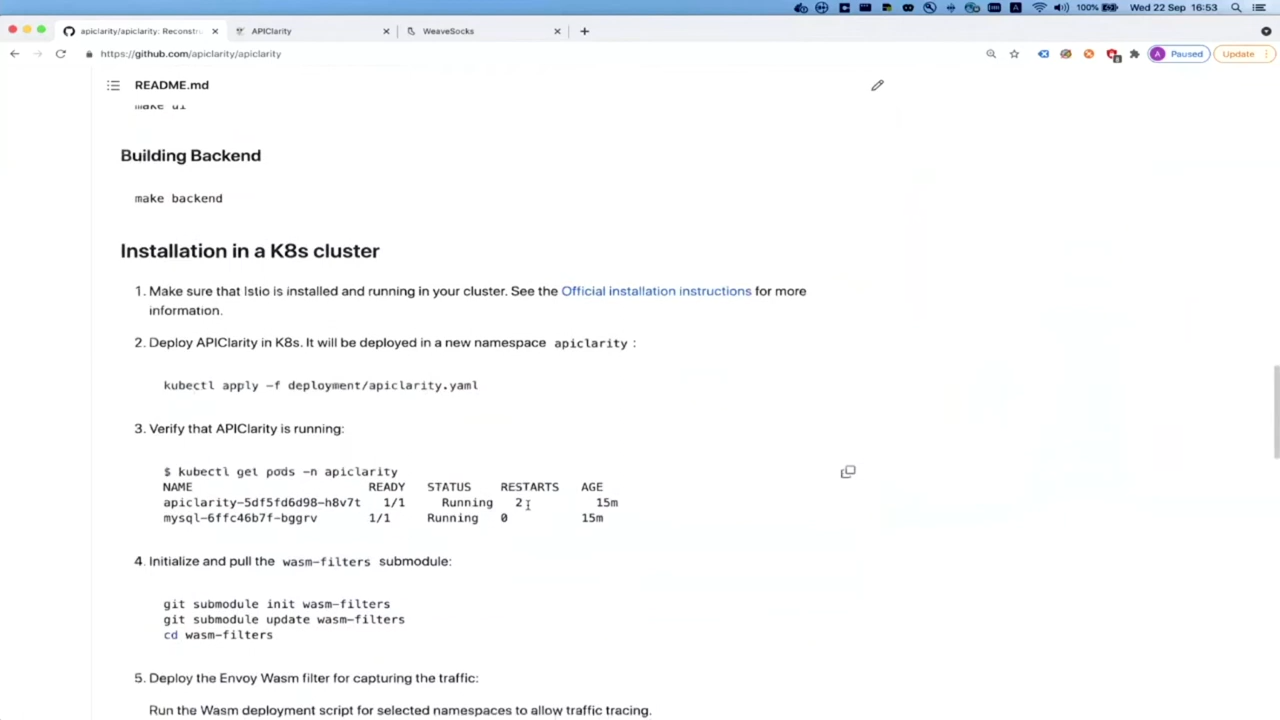 100% Wed 22 Sep 16:53
apiclarity/apiclarity: Reconstru
APIClarity
WeaveSocks
https://github.com/apiclarity/apiclarity
A Paused
Update
README.md
make ui
Building Backend
make backend
Installation in a K8s cluster
1. Make sure that Istio is installed and running in your cluster. See the Official installation instructions for more
information.
2. Deploy APIClarity in K8s. It will be deployed in a new namespace apiclarity :
kubectl apply -f deployment/apiclarity.yaml
3. Verify that APIClarity is running:
$ kubectl get pods -n apiclarity
NAME READY STATUS RESTARTS AGE
apiclarity-5df5fd6d98-h8v7t 1/1 Running 2 15m
mysql-6ffc46b7f-bggrv 1/1 Running 0 15m
4. Initialize and pull the wasm-filters submodule:
git submodule init wasm-filters
git submodule update wasm-filters
cd wasm-filters
5. Deploy the Envoy Wasm filter for capturing the traffic:
Run the Wasm deployment script for selected namespaces to allow traffic tracing.